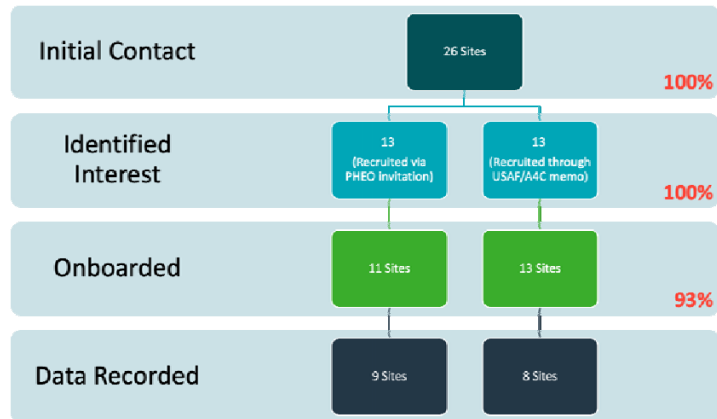 Initial Contact
26 Sites
100%
Identified
Interest
13
(Recruited via
PHEO invitation)
13
(Recruited through
USAF/A4C memo)
100%
Onboarded
11 Sites
13 Sites
93%
Data Recorded
9 Sites
8 Sites